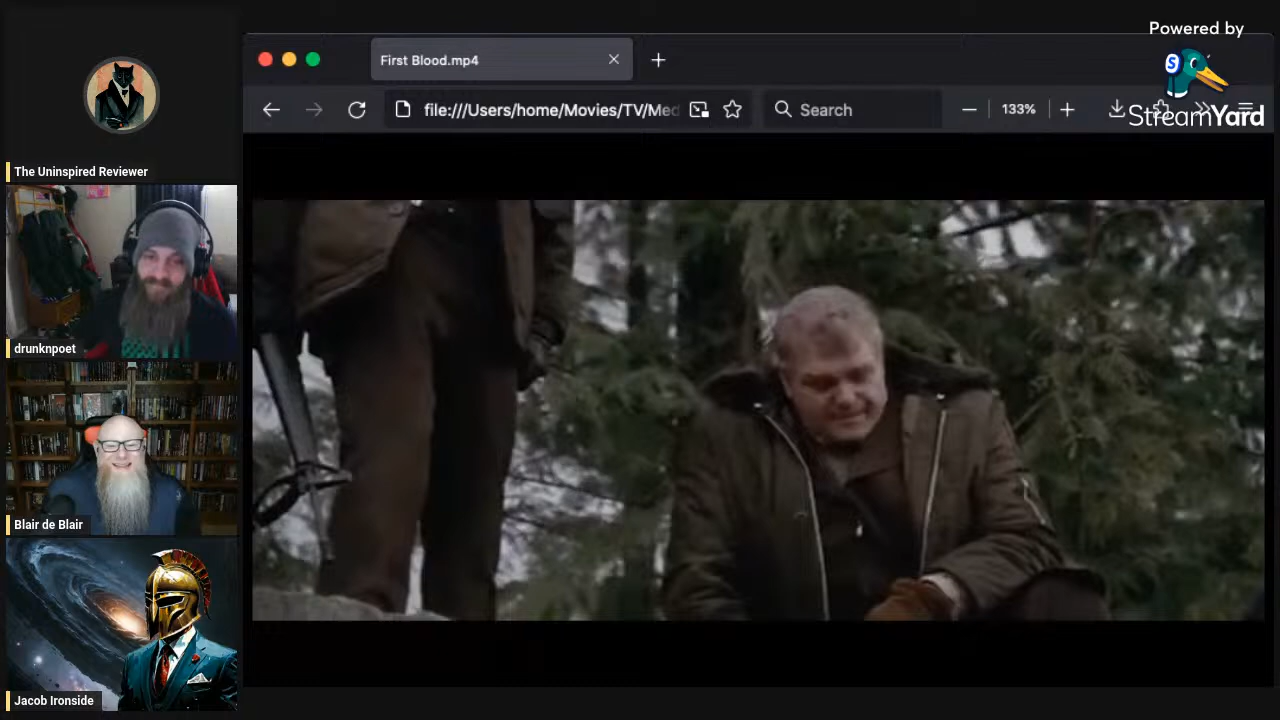 Powered by
StreamYard
First Blood.mp4
file:///Users/home/Movies/TV/Med
Search
133%
The Uninspired Reviewer
drunknpoet
Blair de Blair
Jacob Ironside